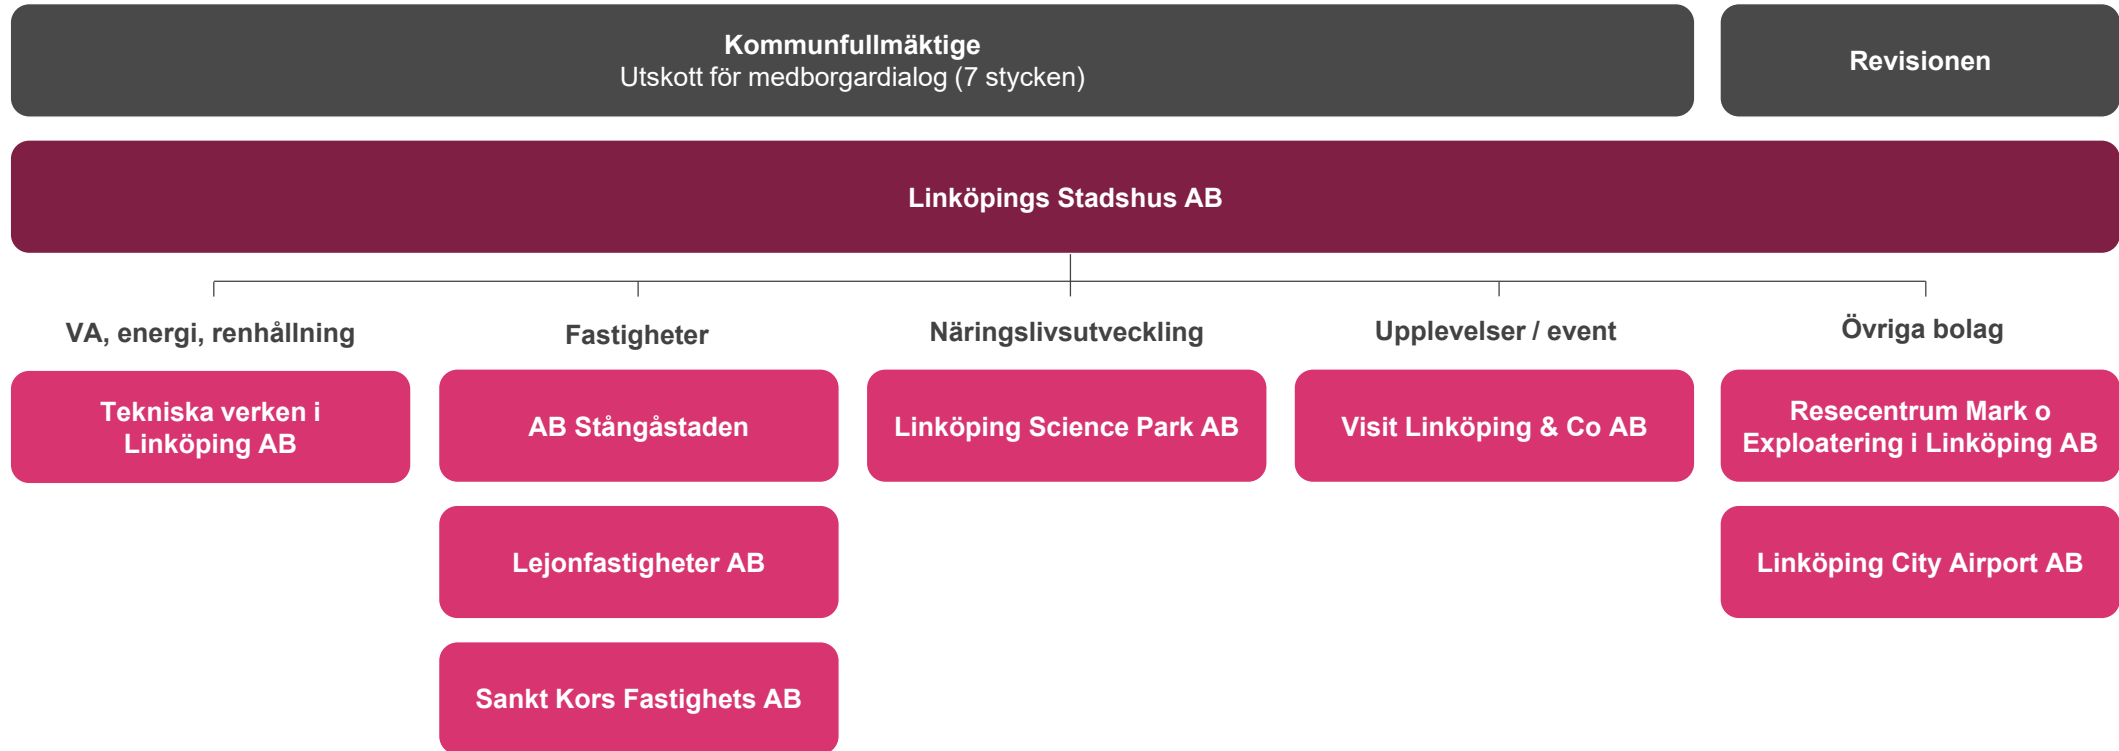 Kommunfullmäktige
Utskott för medborgardialog (7 stycken)
Revisionen
Linköpings Stadshus AB
VA, energi, renhållning
Tekniska verken i
Linköping AB
Fastigheter
AB Stångåstaden
Lejonfastigheter AB
Sankt Kors Fastighets AB
Näringslivsutveckling
Linköping Science Park AB
Upplevelser / event
Visit Linköping & Co AB
Övriga bolag
Resecentrum Mark o
Exploatering i Linköping AB
Linköping City Airport AB